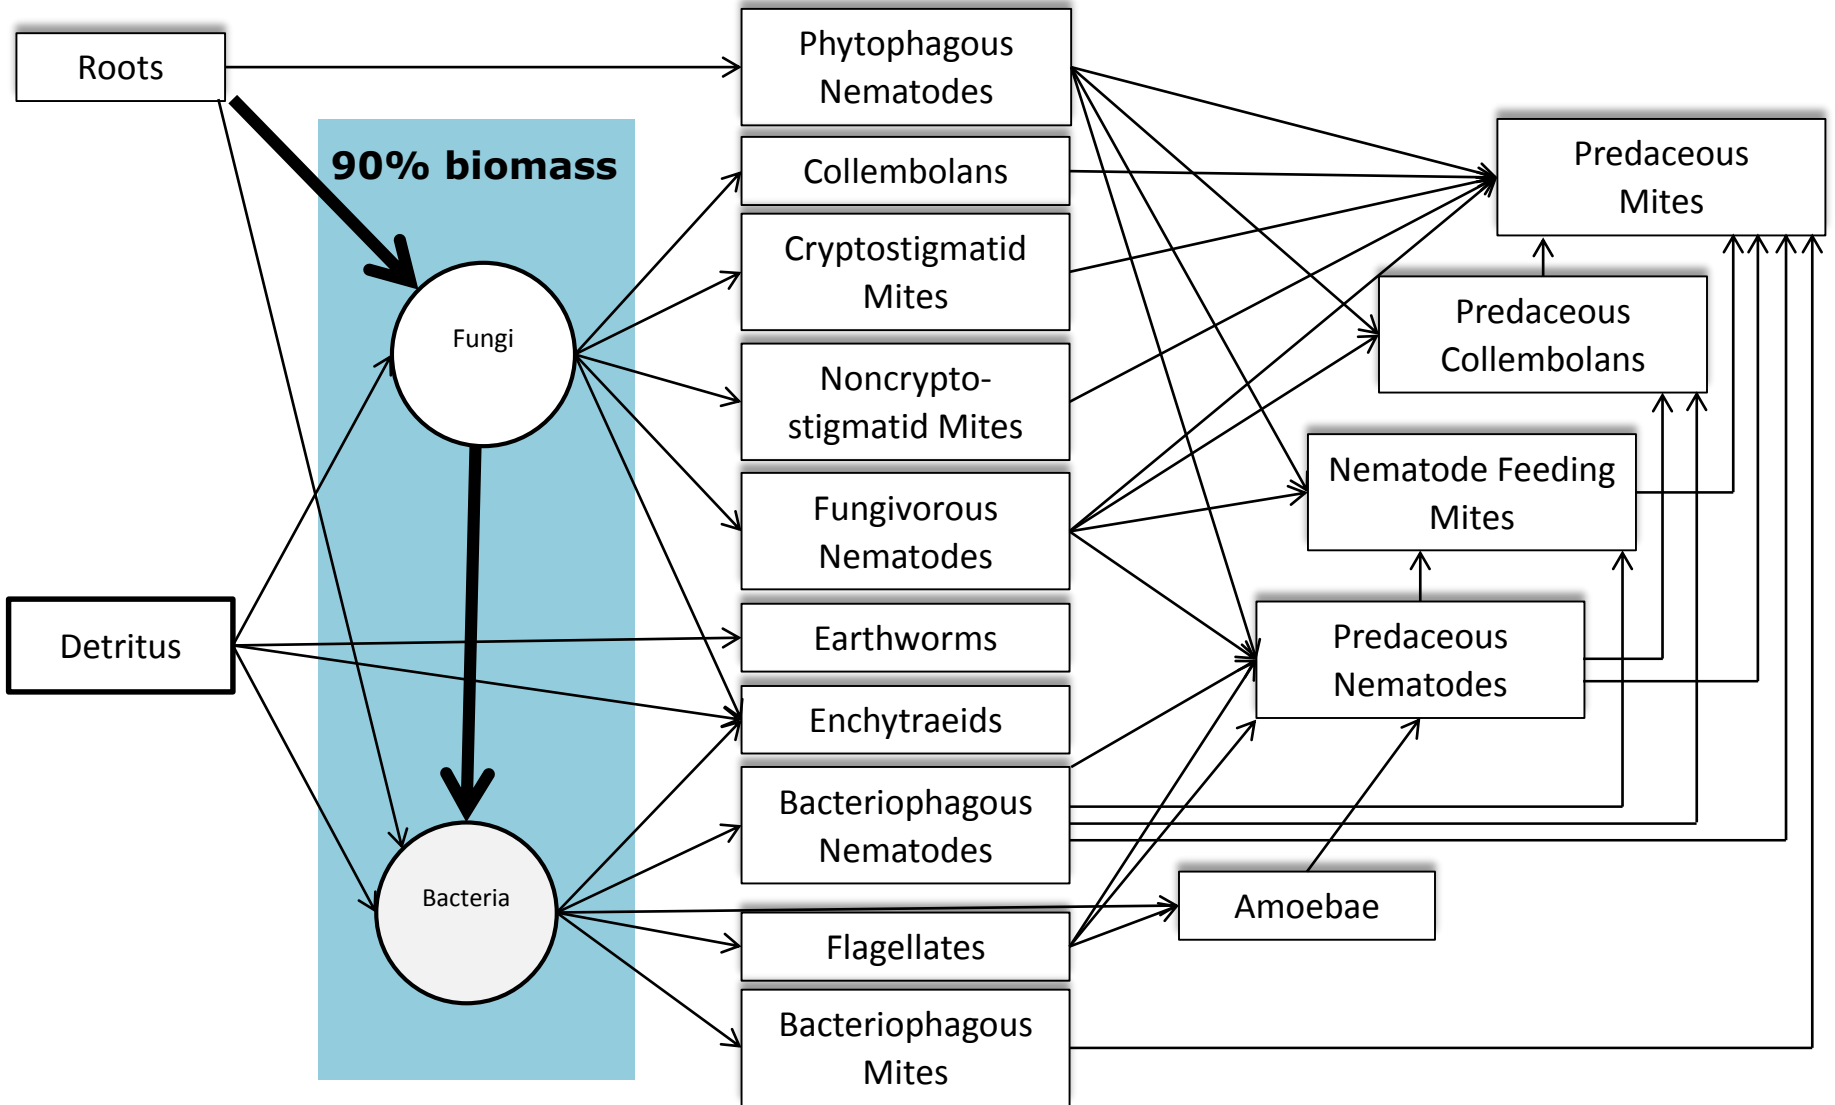 Roots
90% biomass
Fungi
Detritus
Bacteria
Phytophagous
Nematodes
Collembolans
Cryptostigmatid
Mites
Noncrypto-
stigmatid Mites
Fungivorous
Nematodes
Earthworms
Enchytraeids
Bacteriophagous
Nematodes
Flagellates
Bacteriophagous
Mites
Predaceous
Mites
Predaceous
Collembolans
Nematode Feeding
Mites
Predaceous
Nematodes
Amoebae